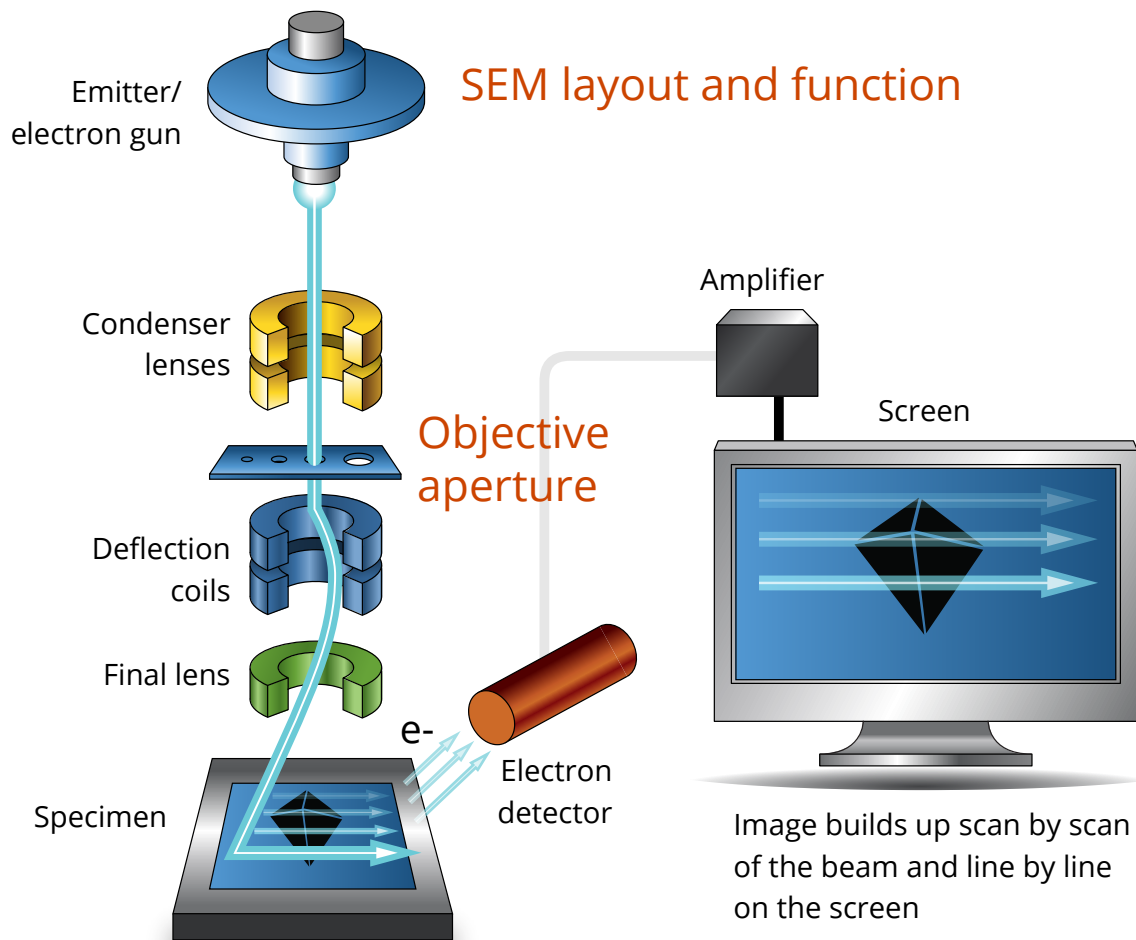 SEM layout and function
Emitter/
electron gun
Condenser
lenses
Objective
aperture
Deflection
coils
Final lens
Specimen
e-
Electron
detector
Amplifier
Screen
Image builds up scan by scan
of the beam and line by line
on the screen